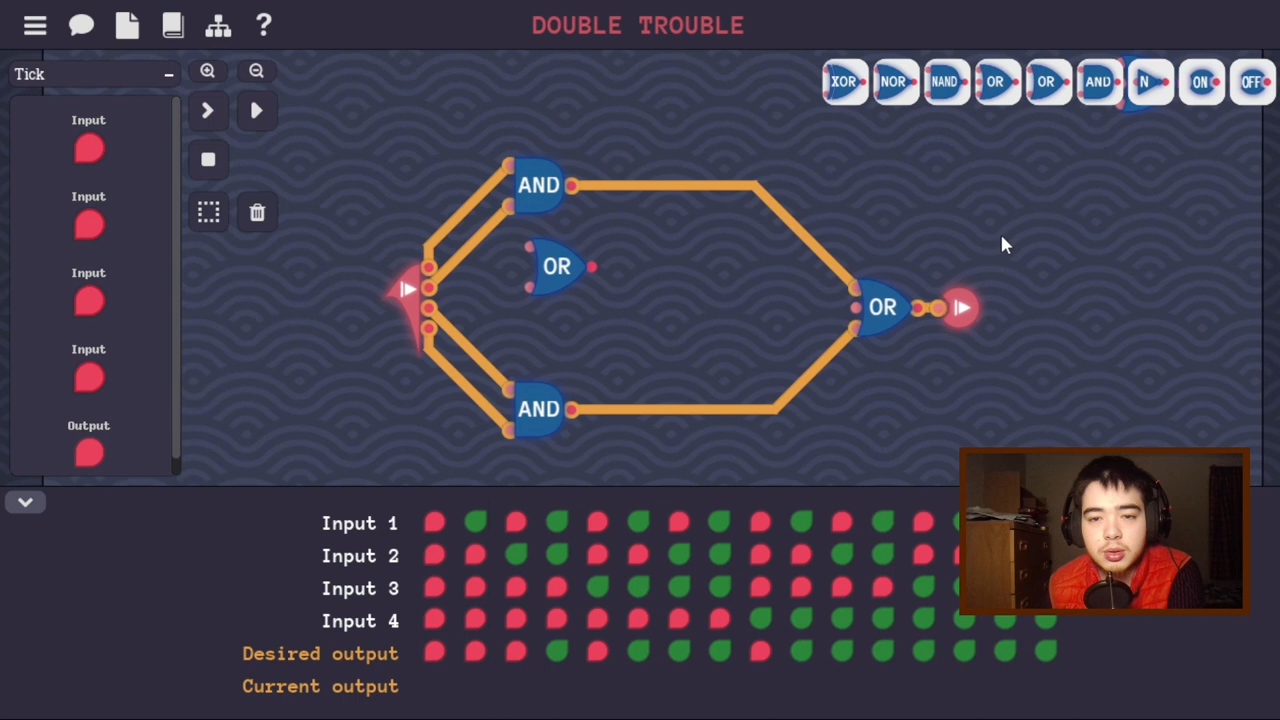 DOUBLE TROUBLE
?
Tick
XOR NOR NAND OR OR AND N ON OFF
Input
Input
Input
Input
Output
AND
OR
OR
AND
Input 1
Input 2
Input 3
Input 4
Desired output
Current output